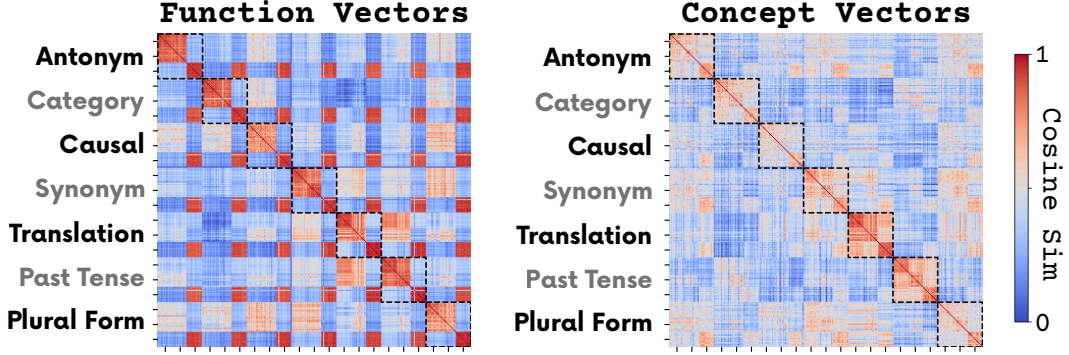 Function Vectors
Concept Vectors
Antonym
Category
Causal
Synonym
Translation
Past Tense
Plural Form
Antonym
Category
Causal
Synonym
Translation
Past Tense
Plural Form
1
0
Cosine Sim